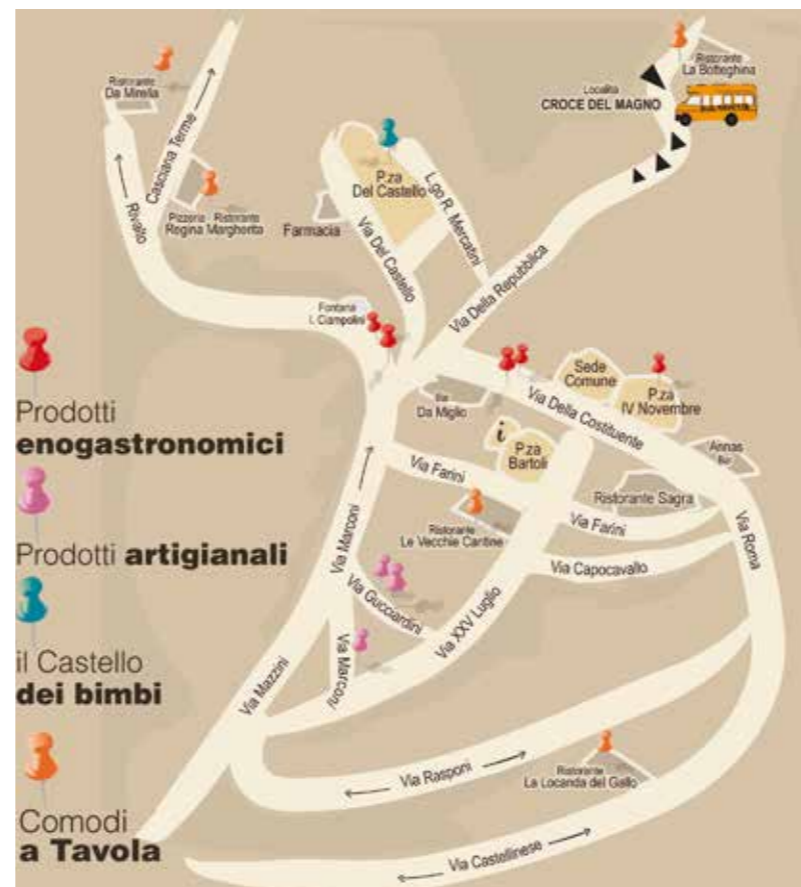 Ristorante
Da Mirella
Casciana Terme
Rivalto
Pizzeria - Ristorante
Regina Margherita
Farmacia
P.za
Del Castello
L.go R. Mercatini
Via Del Castello
Via Della Repubblica
Località
CROCE DEL MAGNO
Ristorante
La Botteghina
Fontana
I. Ciampolini
Bar
Da Miglio
Via Della Costituente
Sede
Comune
P.za
IV Novembre
Annas
Bar
i
P.za
Bartoli
Via Farini
Ristorante Sagra
Via Farini
Via Roma
Ristorante
Le Vecchie Cantine
Via Capocavallo
Via Marconi
Via Gucciardini
Via XXV Luglio
Via Marconi
Via Mazzini
Via Rasponi
Ristorante
La Locanda del Gallo
Via Castellinese
Prodotti
enogastronomici
Prodotti artigianali
il Castello
dei bimbi
Comodi
a Tavola